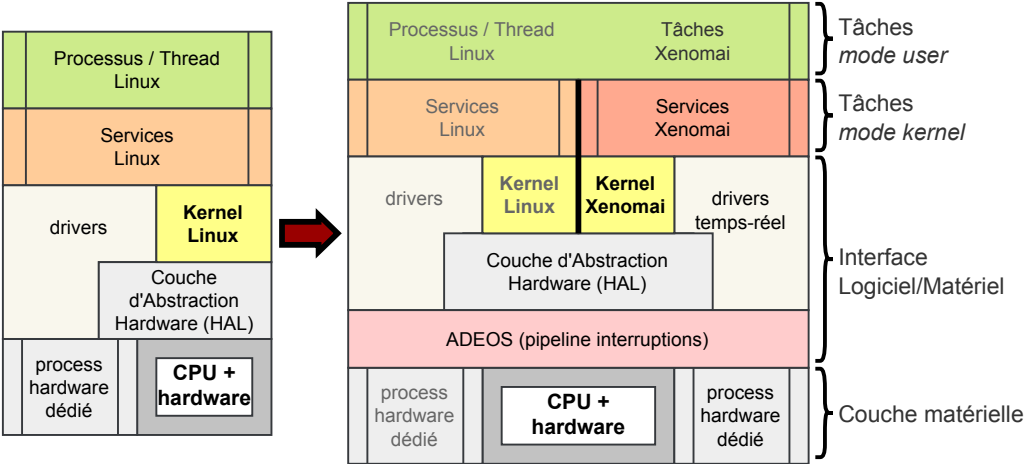 Processus / Thread
Linux
Services
Linux
drivers
Kernel
Linux
Couche
d'Abstraction
Hardware (HAL)
process
hardware
dédié
CPU +
hardware
Processus / Thread
Linux
Tâches
Xenomai
Services
Linux
Services
Xenomai
drivers
Kernel
Linux
Kernel
Xenomai
drivers
temps-réel
Couche d'Abstraction
Hardware (HAL)
ADEOS (pipeline interruptions)
process
hardware
dédié
CPU +
hardware
process
hardware
dédié
Tâches
mode user
Tâches
mode kernel
Interface
Logiciel/Matériel
Couche matérielle